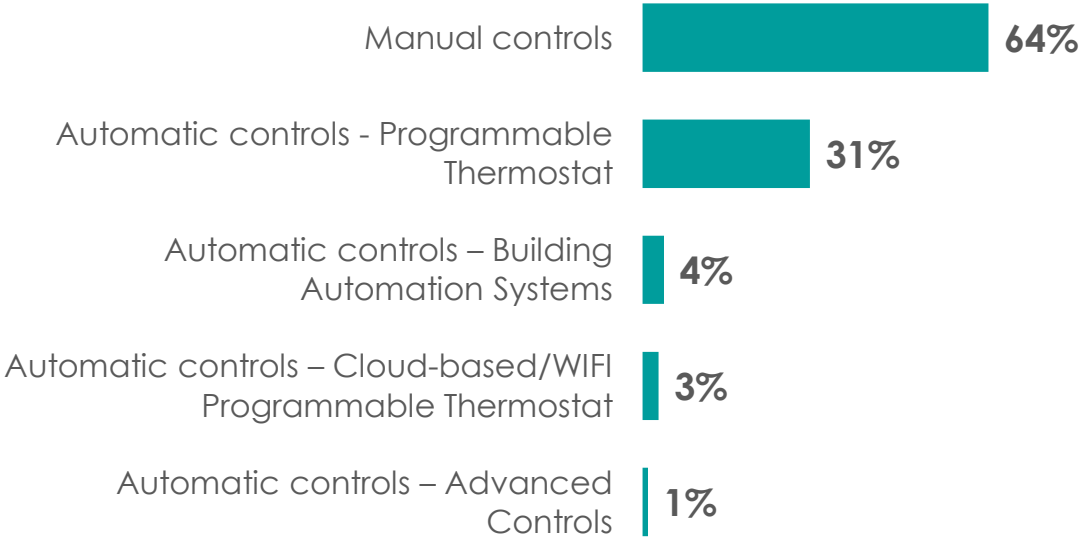 Manual controls 64%
Automatic controls - Programmable
Thermostat 31%
Automatic controls – Building
Automation Systems 4%
Automatic controls – Cloud-based/WIFI
Programmable Thermostat 3%
Automatic controls – Advanced
Controls 1%